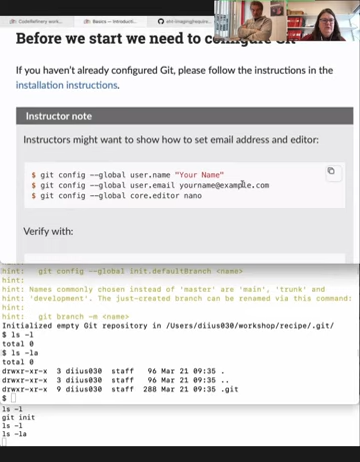 CodeRefinery work...
Basics — Introducti...
Before we start we need to configure Git
If you haven't already configured Git, please follow the instructions in the
installation instructions.
Instructor note
Instructors might want to show how to set email address and editor:
$ git config --global user.name "Your Name"
$ git config --global user.email yourname@example.com
$ git config --global core.editor nano
Verify with:
hint:   git config --global init.defaultBranch <name>
hint:
hint: Names commonly chosen instead of 'master' are 'main', 'trunk' and
hint: 'development'. The just-created branch can be renamed via this command:
hint:
hint:   git branch -m <name>
Initialized empty Git repository in /Users/diius030/workshop/recipe/.git/
$ ls -l
total 0
$ ls -la
total 0
drwxr-xr-x  3 diius030  staff   96 Mar 21 09:35 .
drwxr-xr-x  3 diius030  staff   96 Mar 21 09:35 ..
drwxr-xr-x  9 diius030  staff  288 Mar 21 09:35 .git
$
ls -l
git init
ls -l
ls -la